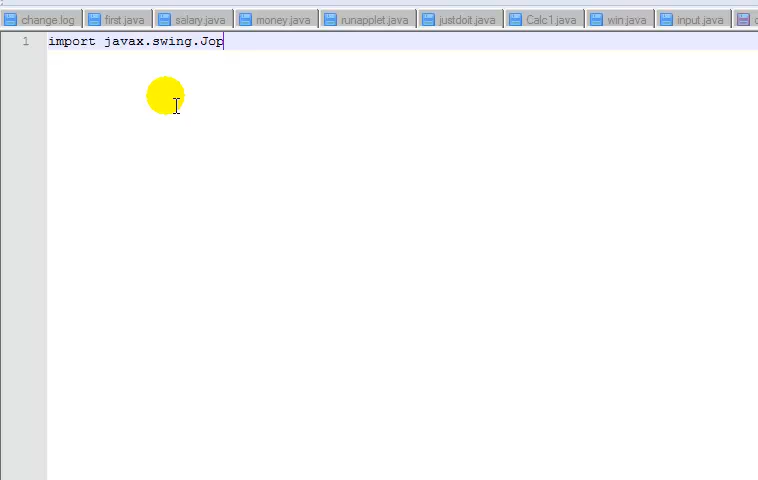 change.log first.java salary.java money.java runapplet.java justdoit.java Calc1.java win.java input.java
1 import javax.swing.Jop